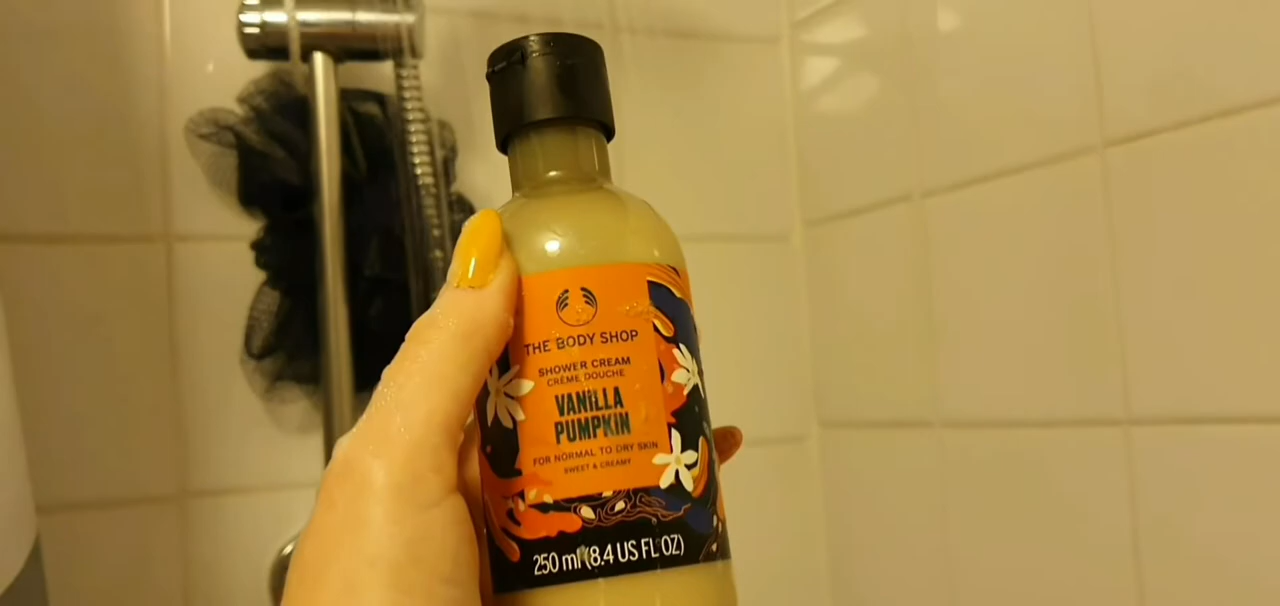 THE BODY SHOP
SHOWER CREAM
CRÈME DOUCHE
VANILLA
PUMPKIN
FOR NORMAL TO DRY SKIN
SWEET & CREAMY
250 ml (8.4 US FL OZ)